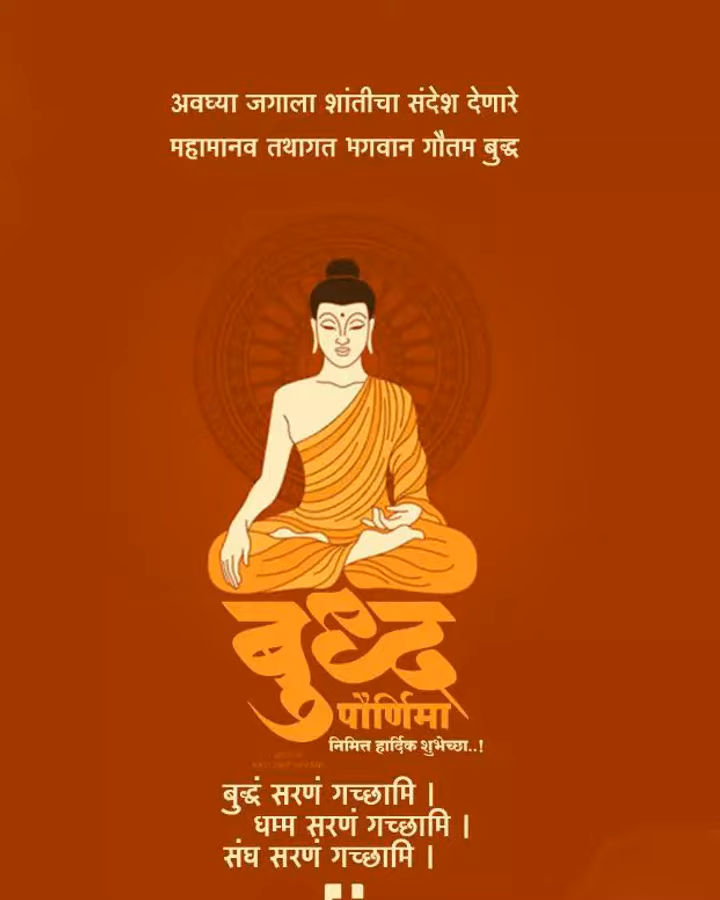 अवघ्या जगाला शांतीचा संदेश देणारे
महामानव तथागत भगवान गौतम बुद्ध
बुध्द
पौर्णिमा
निमित्त हार्दिक शुभेच्छा..!
बुद्धं सरणं गच्छामि |
धम्म सरणं गच्छामि |
संघ सरणं गच्छामि |